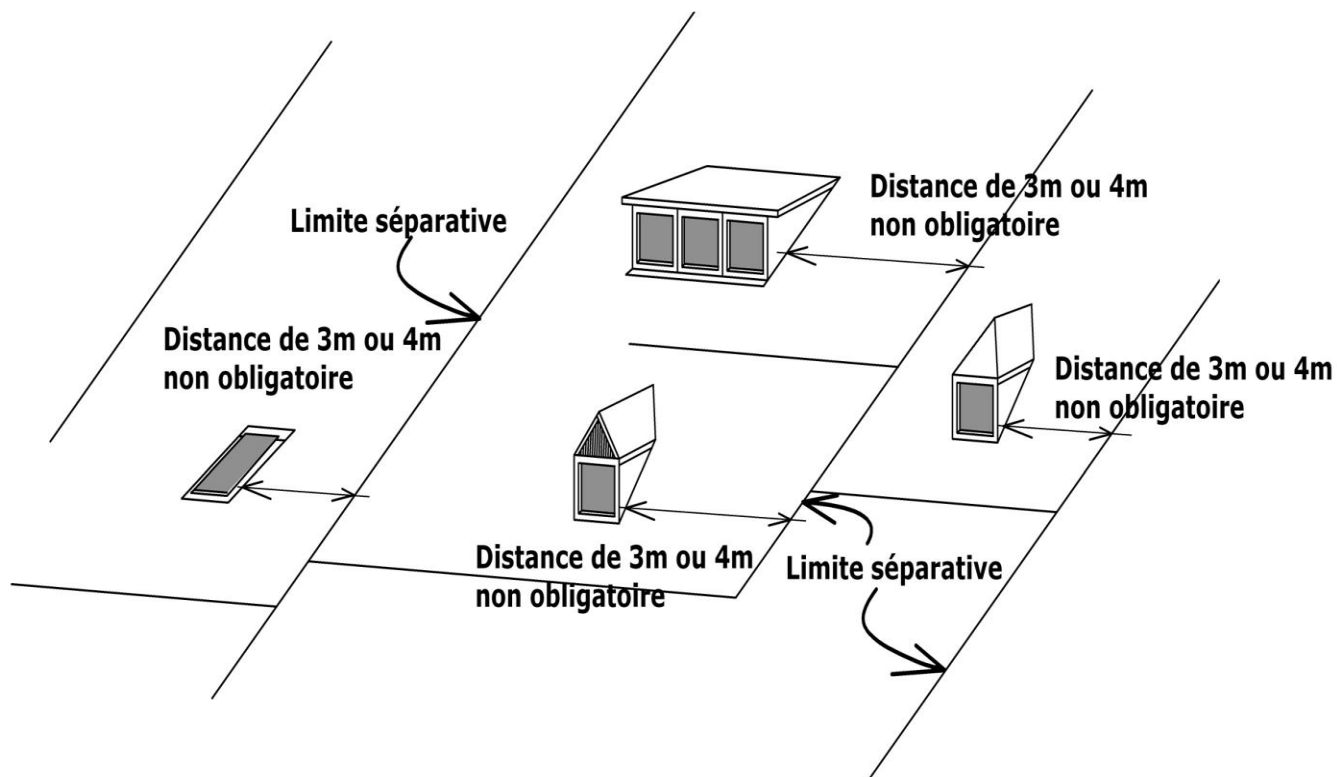 Distance de 3m ou 4m
non obligatoire
Limite séparative
Distance de 3m ou 4m
non obligatoire
Distance de 3m ou 4m
non obligatoire
Distance de 3m ou 4m
non obligatoire
Limite séparative